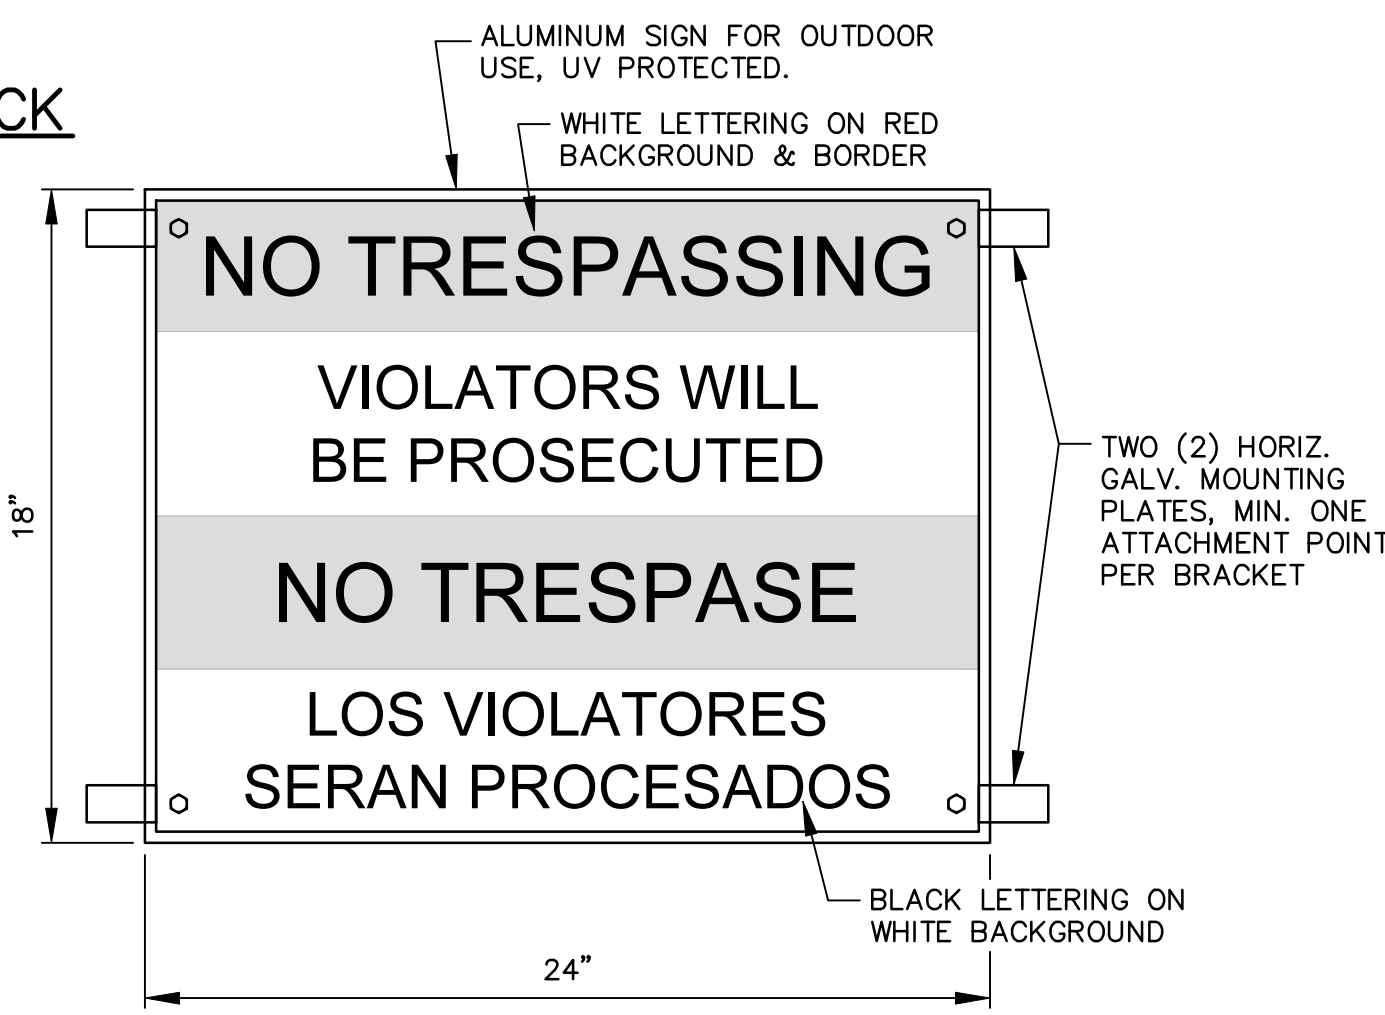 ALUMINUM SIGN FOR OUTDOOR
USE, UV PROTECTED.
CK
WHITE LETTERING ON RED
BACKGROUND & BORDER
NO TRESPASSING
VIOLATORS WILL
BE PROSECUTED
NO TRESPASE
LOS VIOLATORES
SERAN PROCESADOS
18"
TWO (2) HORIZ.
GALV. MOUNTING
PLATES, MIN. ONE
ATTACHMENT POINT
PER BRACKET
BLACK LETTERING ON
WHITE BACKGROUND
24"